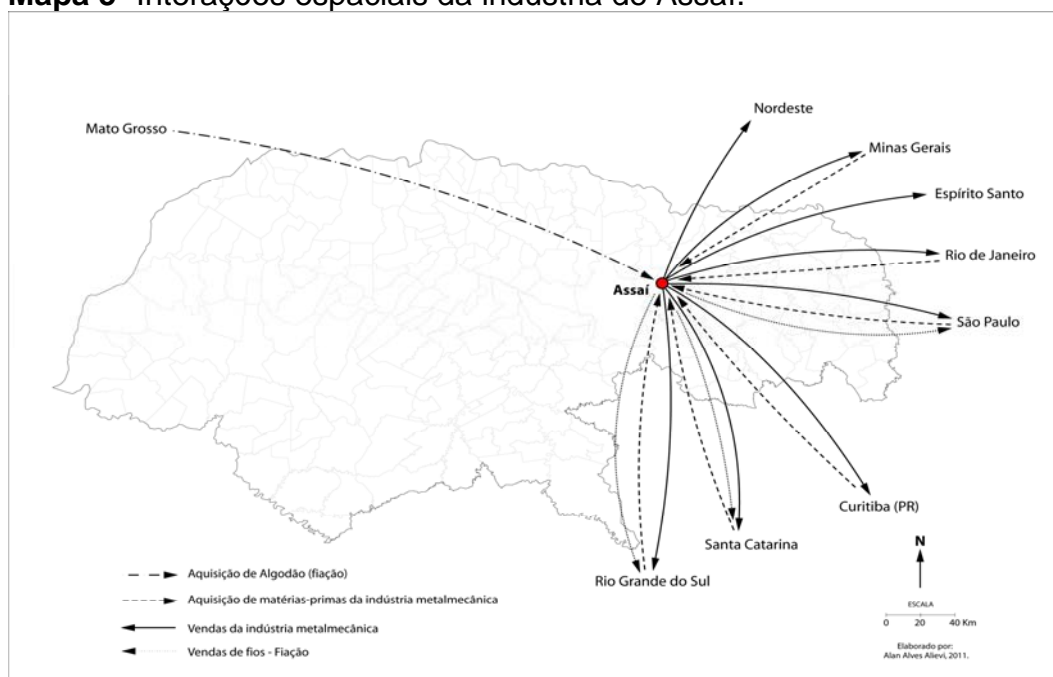 Mapa 3- Interações espaciais da indústria de Assaí.
Nordeste
Mato Grosso
Minas Gerais
Espírito Santo
Rio de Janeiro
Assaí
São Paulo
Curitiba (PR)
Santa Catarina
Rio Grande do Sul
N
ESCALA
0 20 40 Km
Elaborado por:
Alan Alves Alievi, 2011.
Aquisição de Algodão (fiação)
Aquisição de matérias-primas da indústria metalmecânica
Vendas da indústria metalmecânica
Vendas de fios - Fiação